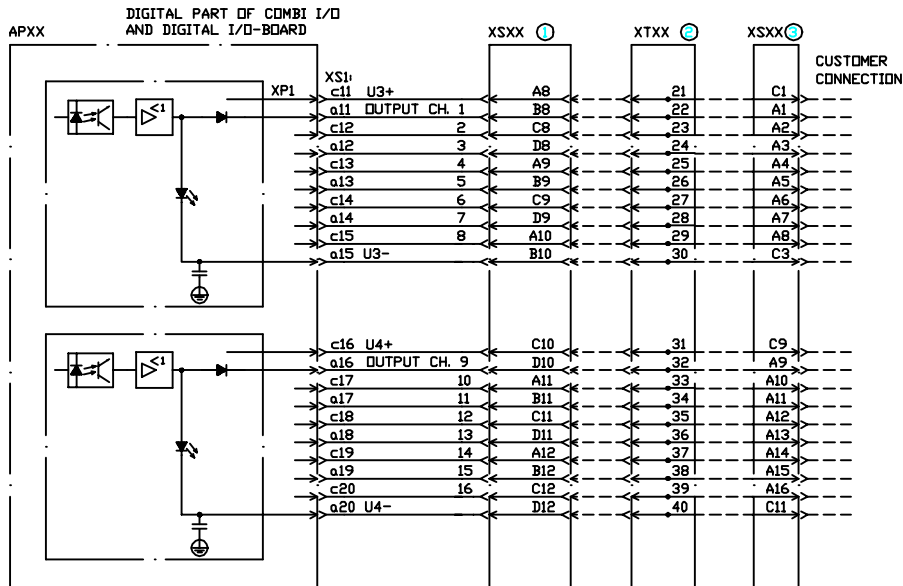 DIGITAL PART OF COMBI I/O
AND DIGITAL I/O-BOARD
APXX
XSXX 1
XTXX 2
XSXX 3
CUSTOMER
CONNECTION
XP1
XS1:
<1
c11 U3+ A8 21 C1
a11 OUTPUT CH. 1 B8 22 A1
c12 2 C8 23 A2
a12 3 D8 24 A3
c13 4 A9 25 A4
a13 5 B9 26 A5
c14 6 C9 27 A6
a14 7 D9 28 A7
c15 8 A10 29 A8
a15 U3- B10 30 C3
<1
c16 U4+ C10 31 C9
a16 OUTPUT CH. 9 D10 32 A9
c17 10 A11 33 A10
a17 11 B11 34 A11
c18 12 C11 35 A12
a18 13 D11 36 A13
c19 14 A12 37 A14
a19 15 B12 38 A15
c20 16 C12 39 A16
a20 U4- D12 40 C11